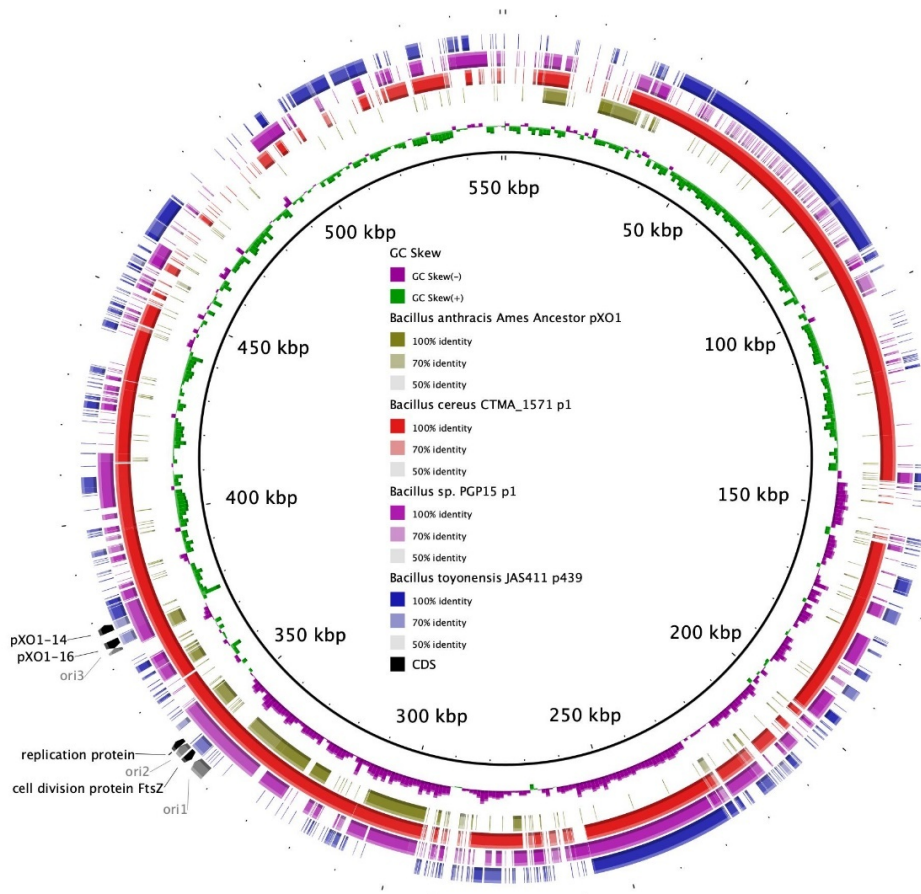 550 kbp
50 kbp
100 kbp
150 kbp
200 kbp
250 kbp
300 kbp
350 kbp
400 kbp
450 kbp
500 kbp
GC Skew
GC Skew(-)
GC Skew(+)
Bacillus anthracis Ames Ancestor pXO1
100% identity
70% identity
50% identity
Bacillus cereus CTMA_1571 p1
100% identity
70% identity
50% identity
Bacillus sp. PGP15 p1
100% identity
70% identity
50% identity
Bacillus toyonensis JAS411 p439
100% identity
70% identity
50% identity
CDS
pXO1-14
pXO1-16
ori3
replication protein
ori2
cell division protein FtsZ
ori1